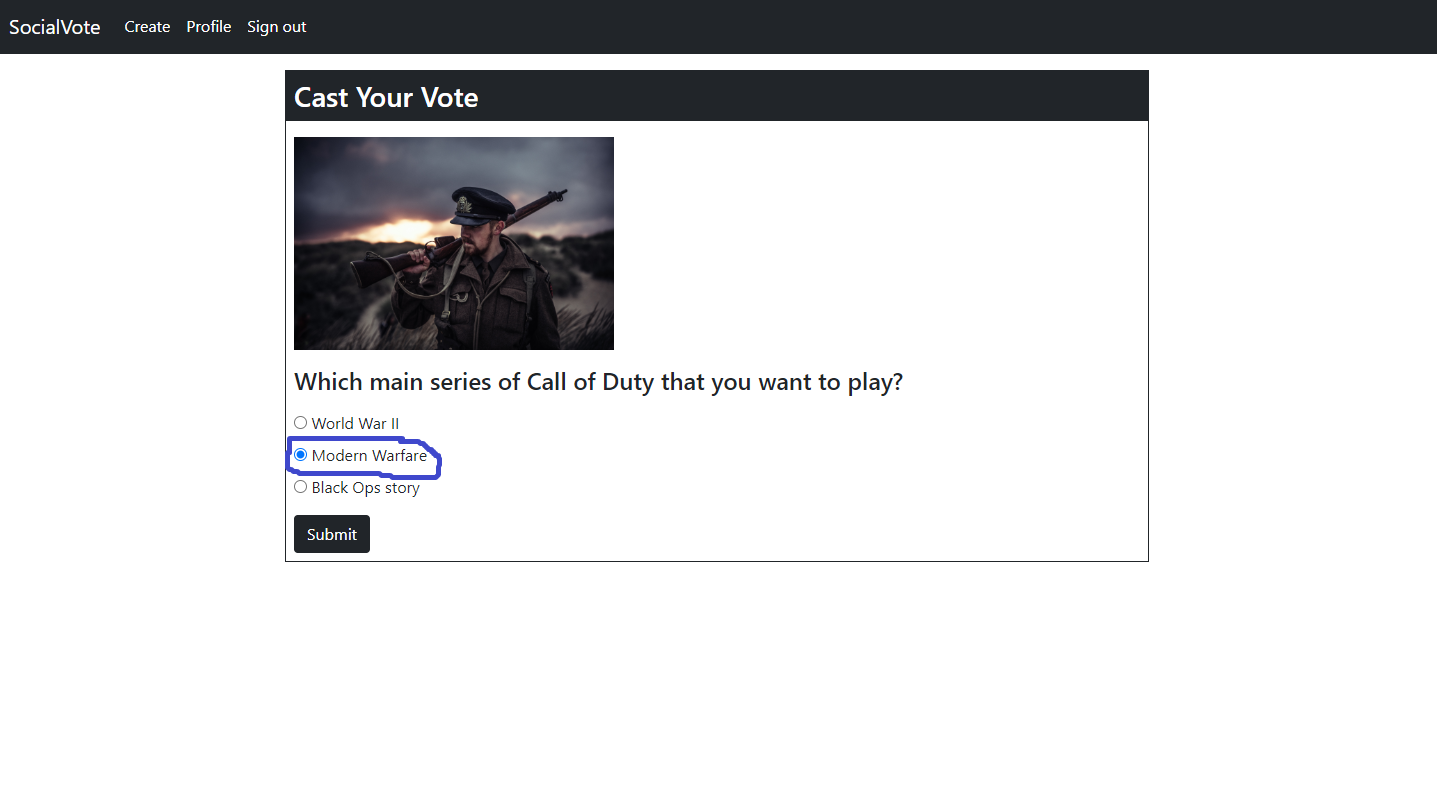 SocialVote Create Profile Sign out
Cast Your Vote
Which main series of Call of Duty that you want to play?
World War II
Modern Warfare
Black Ops story
Submit